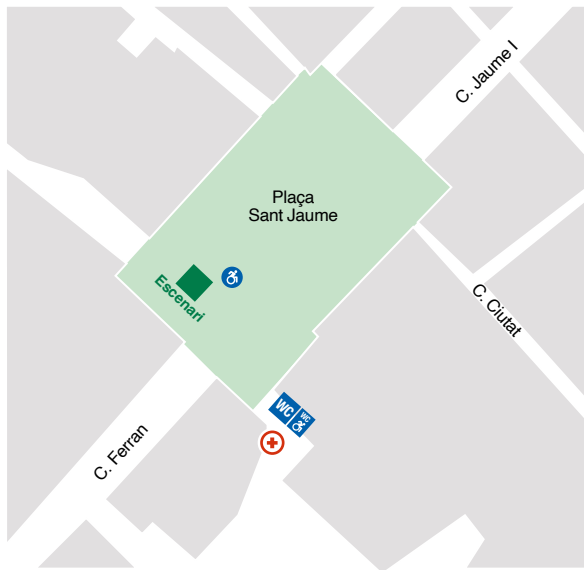 C. Jaume I
Plaça
Sant Jaume
Escenari
C. Ciutat
WC
WC
C. Ferran